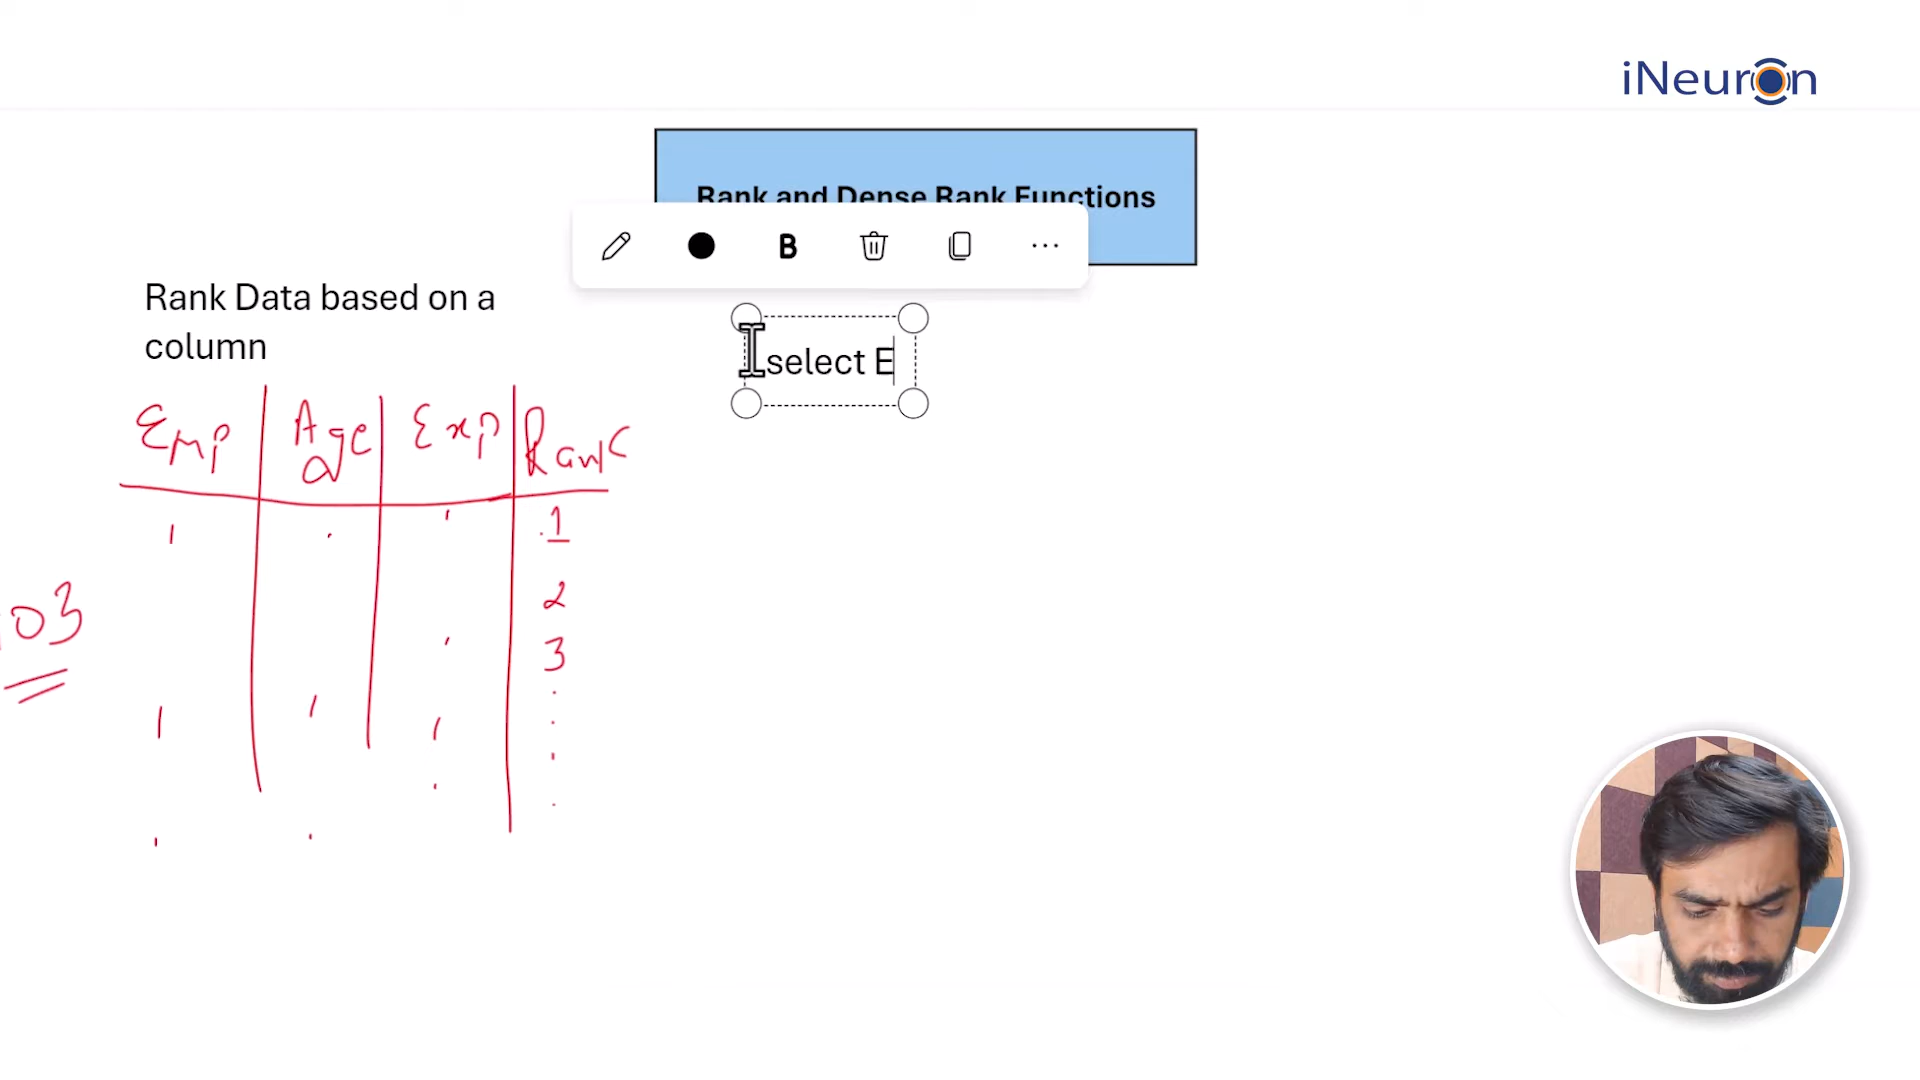 iNeuron
Rank and Dense Rank Functions
B
Rank Data based on a
column
select E
Emp Age Exp Rank
1
2
3
03